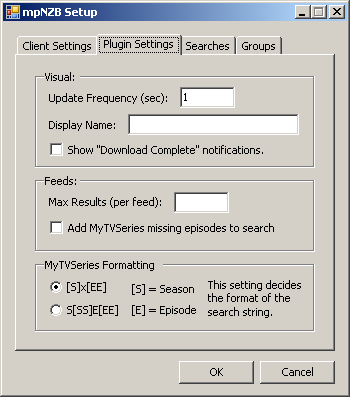 mpNZB Setup
Client Settings Plugin Settings Searches Groups
Visual:
Update Frequency (sec): 1
Display Name:
Show "Download Complete" notifications.
Feeds:
Max Results (per feed):
Add MyTVSeries missing episodes to search
MyTVSeries Formatting
[S]x[EE] [S] = Season
S[SS]E[EE] [E] = Episode
This setting decides
the format of the
search string.
OK Cancel